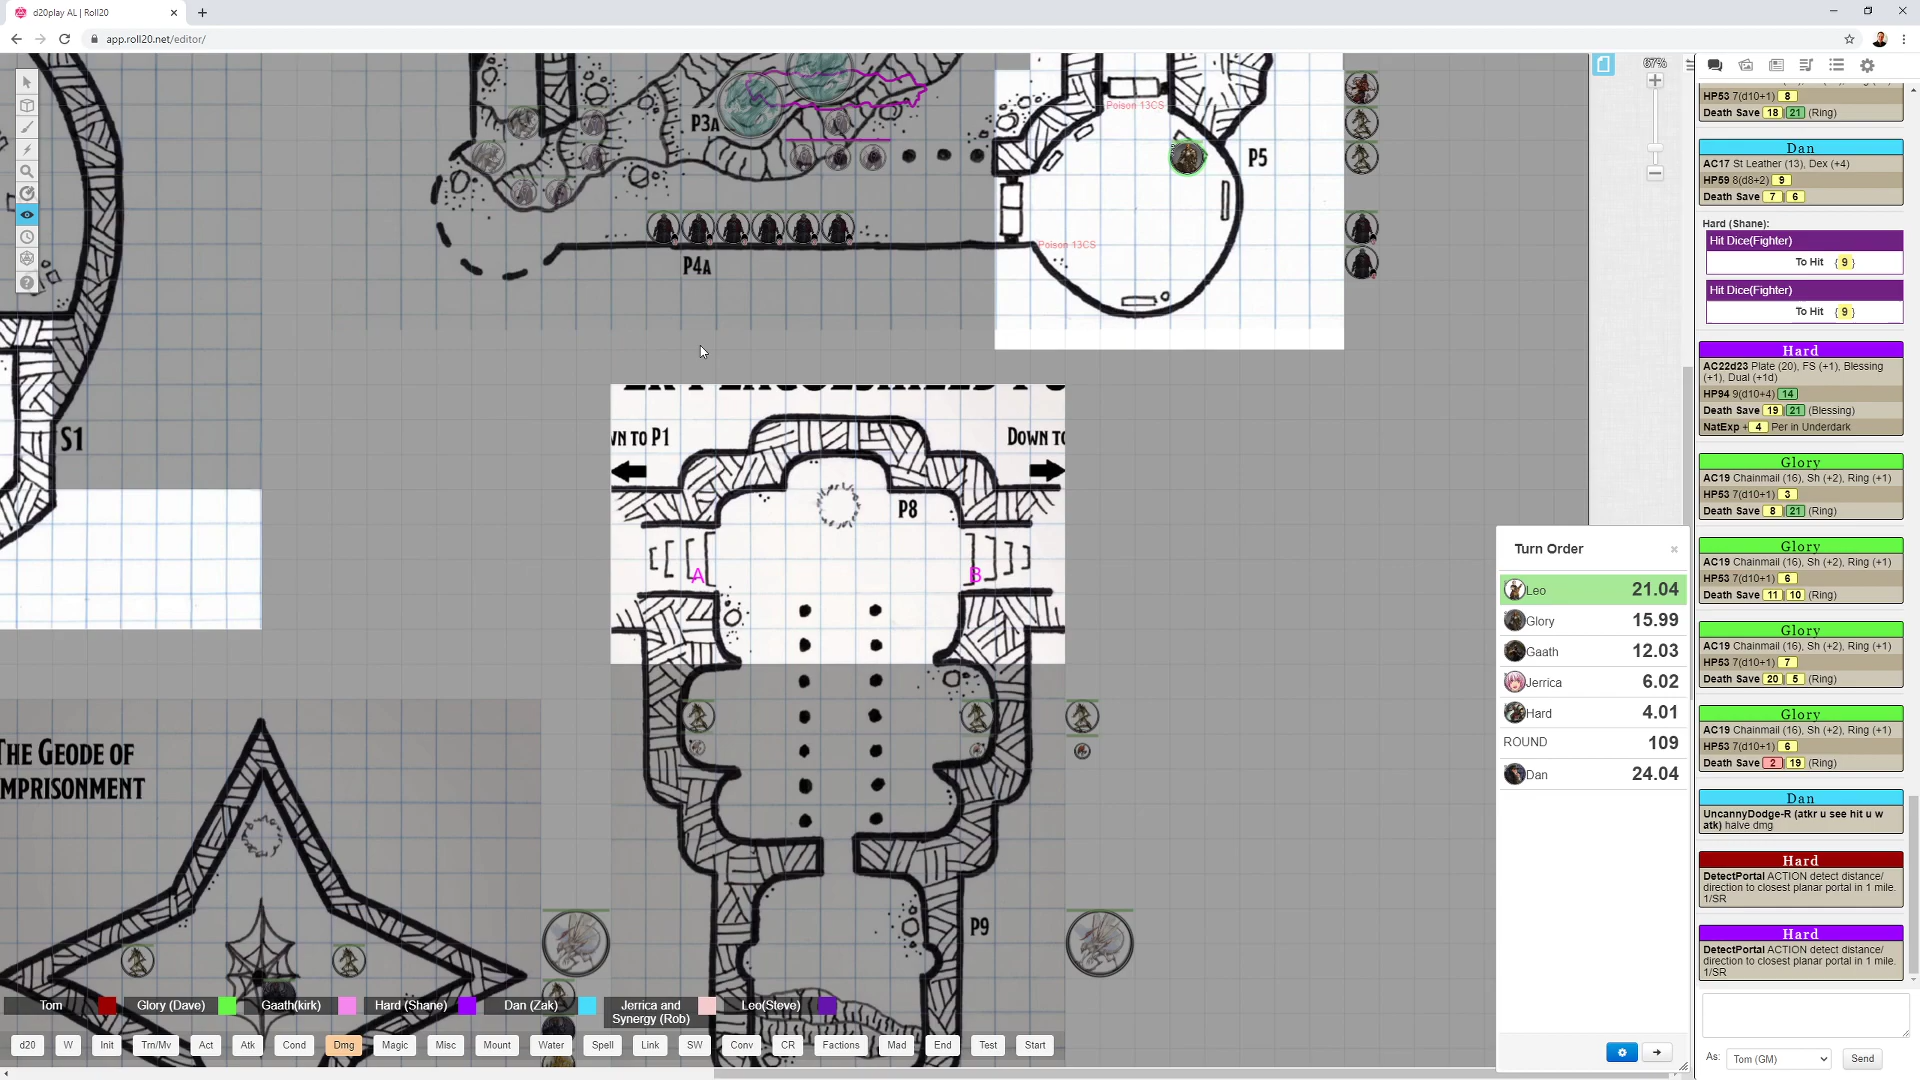 d20play AL | Roll20
app.roll20.net/editor/
67%
P3A
P4A
P5
Poison 13CS
Poison 13CS
S1
WN TO P1
DOWN TO
P8
A
B
P9
THE GEODE OF
IMPRISONMENT
HP53 7(d10+1) 8
Death Save 18 21 (Ring)
Dan
AC17 St Leather (13), Dex (+4)
HP59 8(d8+2) 9
Death Save 7 6
Hard (Shane):
Hit Dice(Fighter)
To Hit { 9 }
Hit Dice(Fighter)
To Hit { 9 }
Hard
AC22d23 Plate (20), FS (+1), Blessing
(+1), Dual (+1d)
HP94 9(d10+4) 14
Death Save 19 21 (Blessing)
NatExp + 4 Per in Underdark
Glory
AC19 Chainmail (16), Sh (+2), Ring (+1)
HP53 7(d10+1) 3
Death Save 8 21 (Ring)
Glory
AC19 Chainmail (16), Sh (+2), Ring (+1)
HP53 7(d10+1) 6
Death Save 11 10 (Ring)
Glory
AC19 Chainmail (16), Sh (+2), Ring (+1)
HP53 7(d10+1) 7
Death Save 20 5 (Ring)
Glory
AC19 Chainmail (16), Sh (+2), Ring (+1)
HP53 7(d10+1) 6
Death Save 2 19 (Ring)
Dan
UncannyDodge-R (atkr u see hit u w
atk) halve dmg
Hard
DetectPortal ACTION detect distance/
direction to closest planar portal in 1 mile.
1/SR
Hard
DetectPortal ACTION detect distance/
direction to closest planar portal in 1 mile.
1/SR
Turn Order ×
Leo 21.04
Glory 15.99
Gaath 12.03
Jerrica 6.02
Hard 4.01
ROUND 109
Dan 24.04
Tom
Glory (Dave)
Gaath(kirk)
Hard (Shane)
Dan (Zak)
Jerrica and
Synergy (Rob)
Leo(Steve)
d20 W Init Trn/Mv Act Atk Cond Dmg Magic Misc Mount Water Spell Link SW Conv CR Factions Mad End Test Start
As: Tom (GM) Send